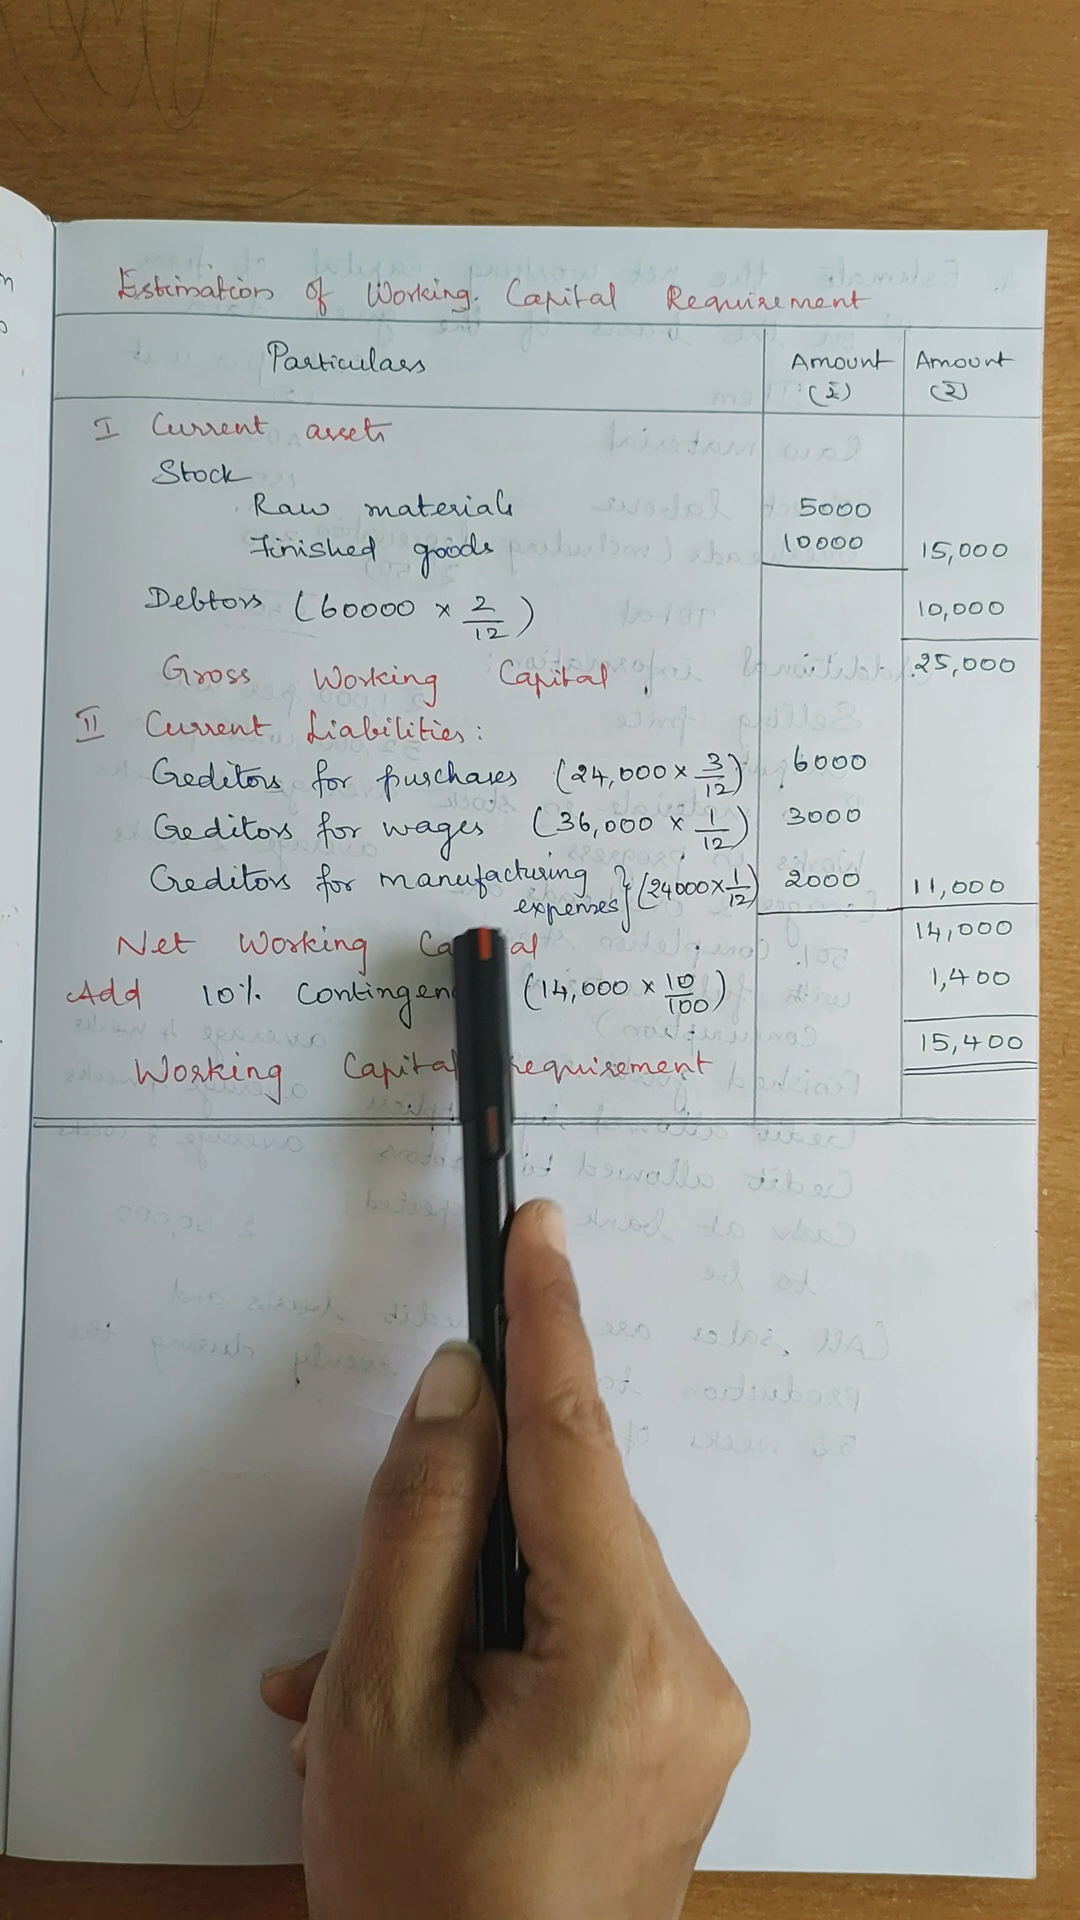 Estimation of Working Capital Requirement
Particulars Amount (₹) Amount (₹)
I Current assets
Stock
Raw materials 5000
Finished goods 10000 15,000
Debtors (60000 × 2/12) 10,000
Gross Working Capital 25,000
II Current Liabilities:
Creditors for purchases (24,000 × 3/12) 6000
Creditors for wages (36,000 × 1/12) 3000
Creditors for manufacturing expenses } (24000 × 1/12) 2000 11,000
Net Working 14,000
Add 10% (14,000 × 10/100) 1,400
Working Capital requirement 15,400